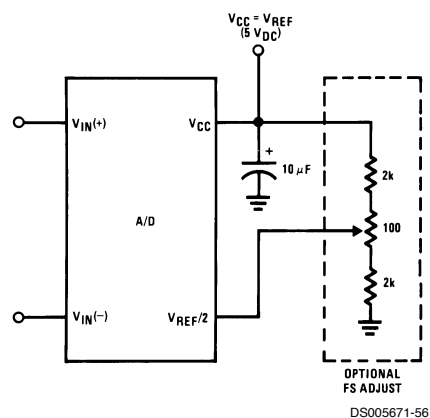 VCC = VREF
(5 VDC)
VIN(+)
VCC
+
10 μF
2k
A/D
100
2k
VIN(−)
VREF/2
OPTIONAL
FS ADJUST
DS005671-56